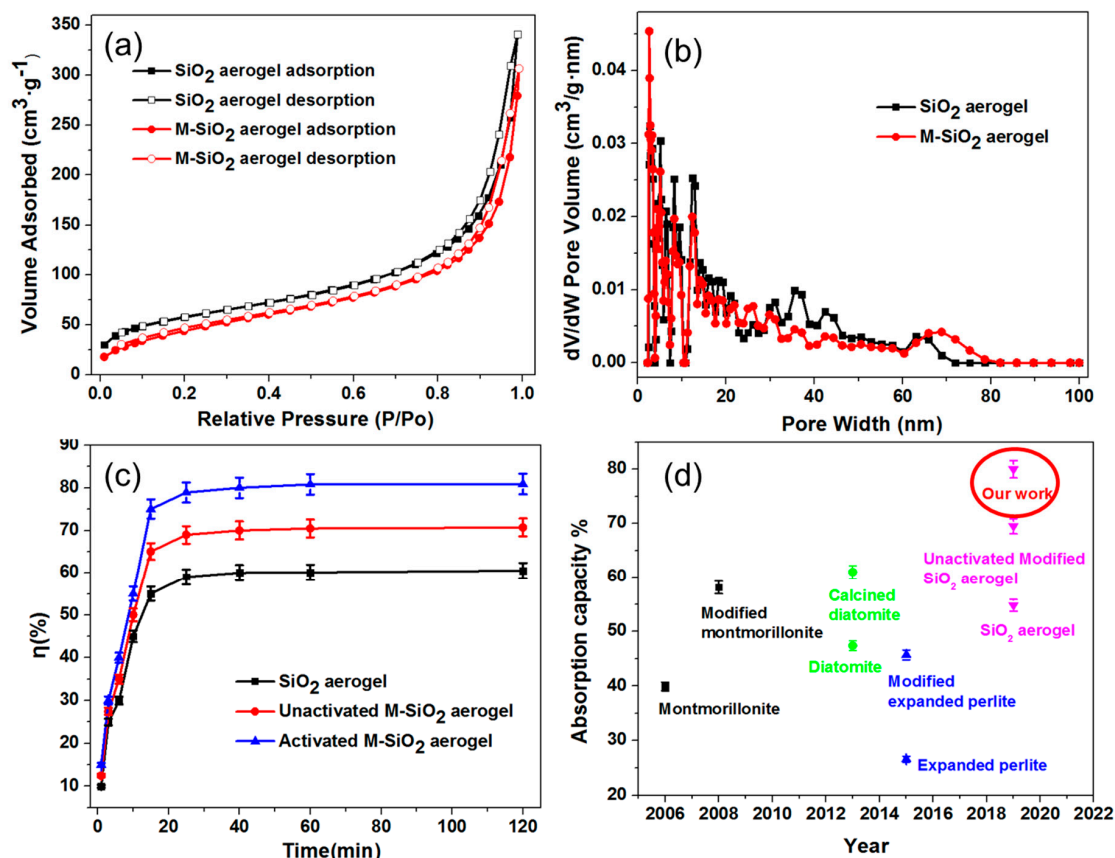 (a)
350
300
250
200
150
100
50
0
Volume Adsorbed (cm³·g⁻¹)
SiO₂ aerogel adsorption
SiO₂ aerogel desorption
M-SiO₂ aerogel adsorption
M-SiO₂ aerogel desorption
0.0 0.2 0.4 0.6 0.8 1.0
Relative Pressure (P/Po)
(b)
0.04
0.03
0.02
0.01
0.00
dV/dW Pore Volume (cm³/g·nm)
SiO₂ aerogel
M-SiO₂ aerogel
0 20 40 60 80 100
Pore Width (nm)
(c)
90
80
70
60
50
40
30
20
10
η(%)
SiO₂ aerogel
Unactivated M-SiO₂ aerogel
Activated M-SiO₂ aerogel
0 20 40 60 80 100 120
Time(min)
(d)
80
70
60
50
40
30
20
Absorption capacity %
Our work
Unactivated Modified
SiO₂ aerogel
SiO₂ aerogel
Calcined
diatomite
Diatomite
Modified
montmorillonite
Montmorillonite
Modified
expanded perlite
Expanded perlite
2006 2008 2010 2012 2014 2016 2018 2020 2022
Year